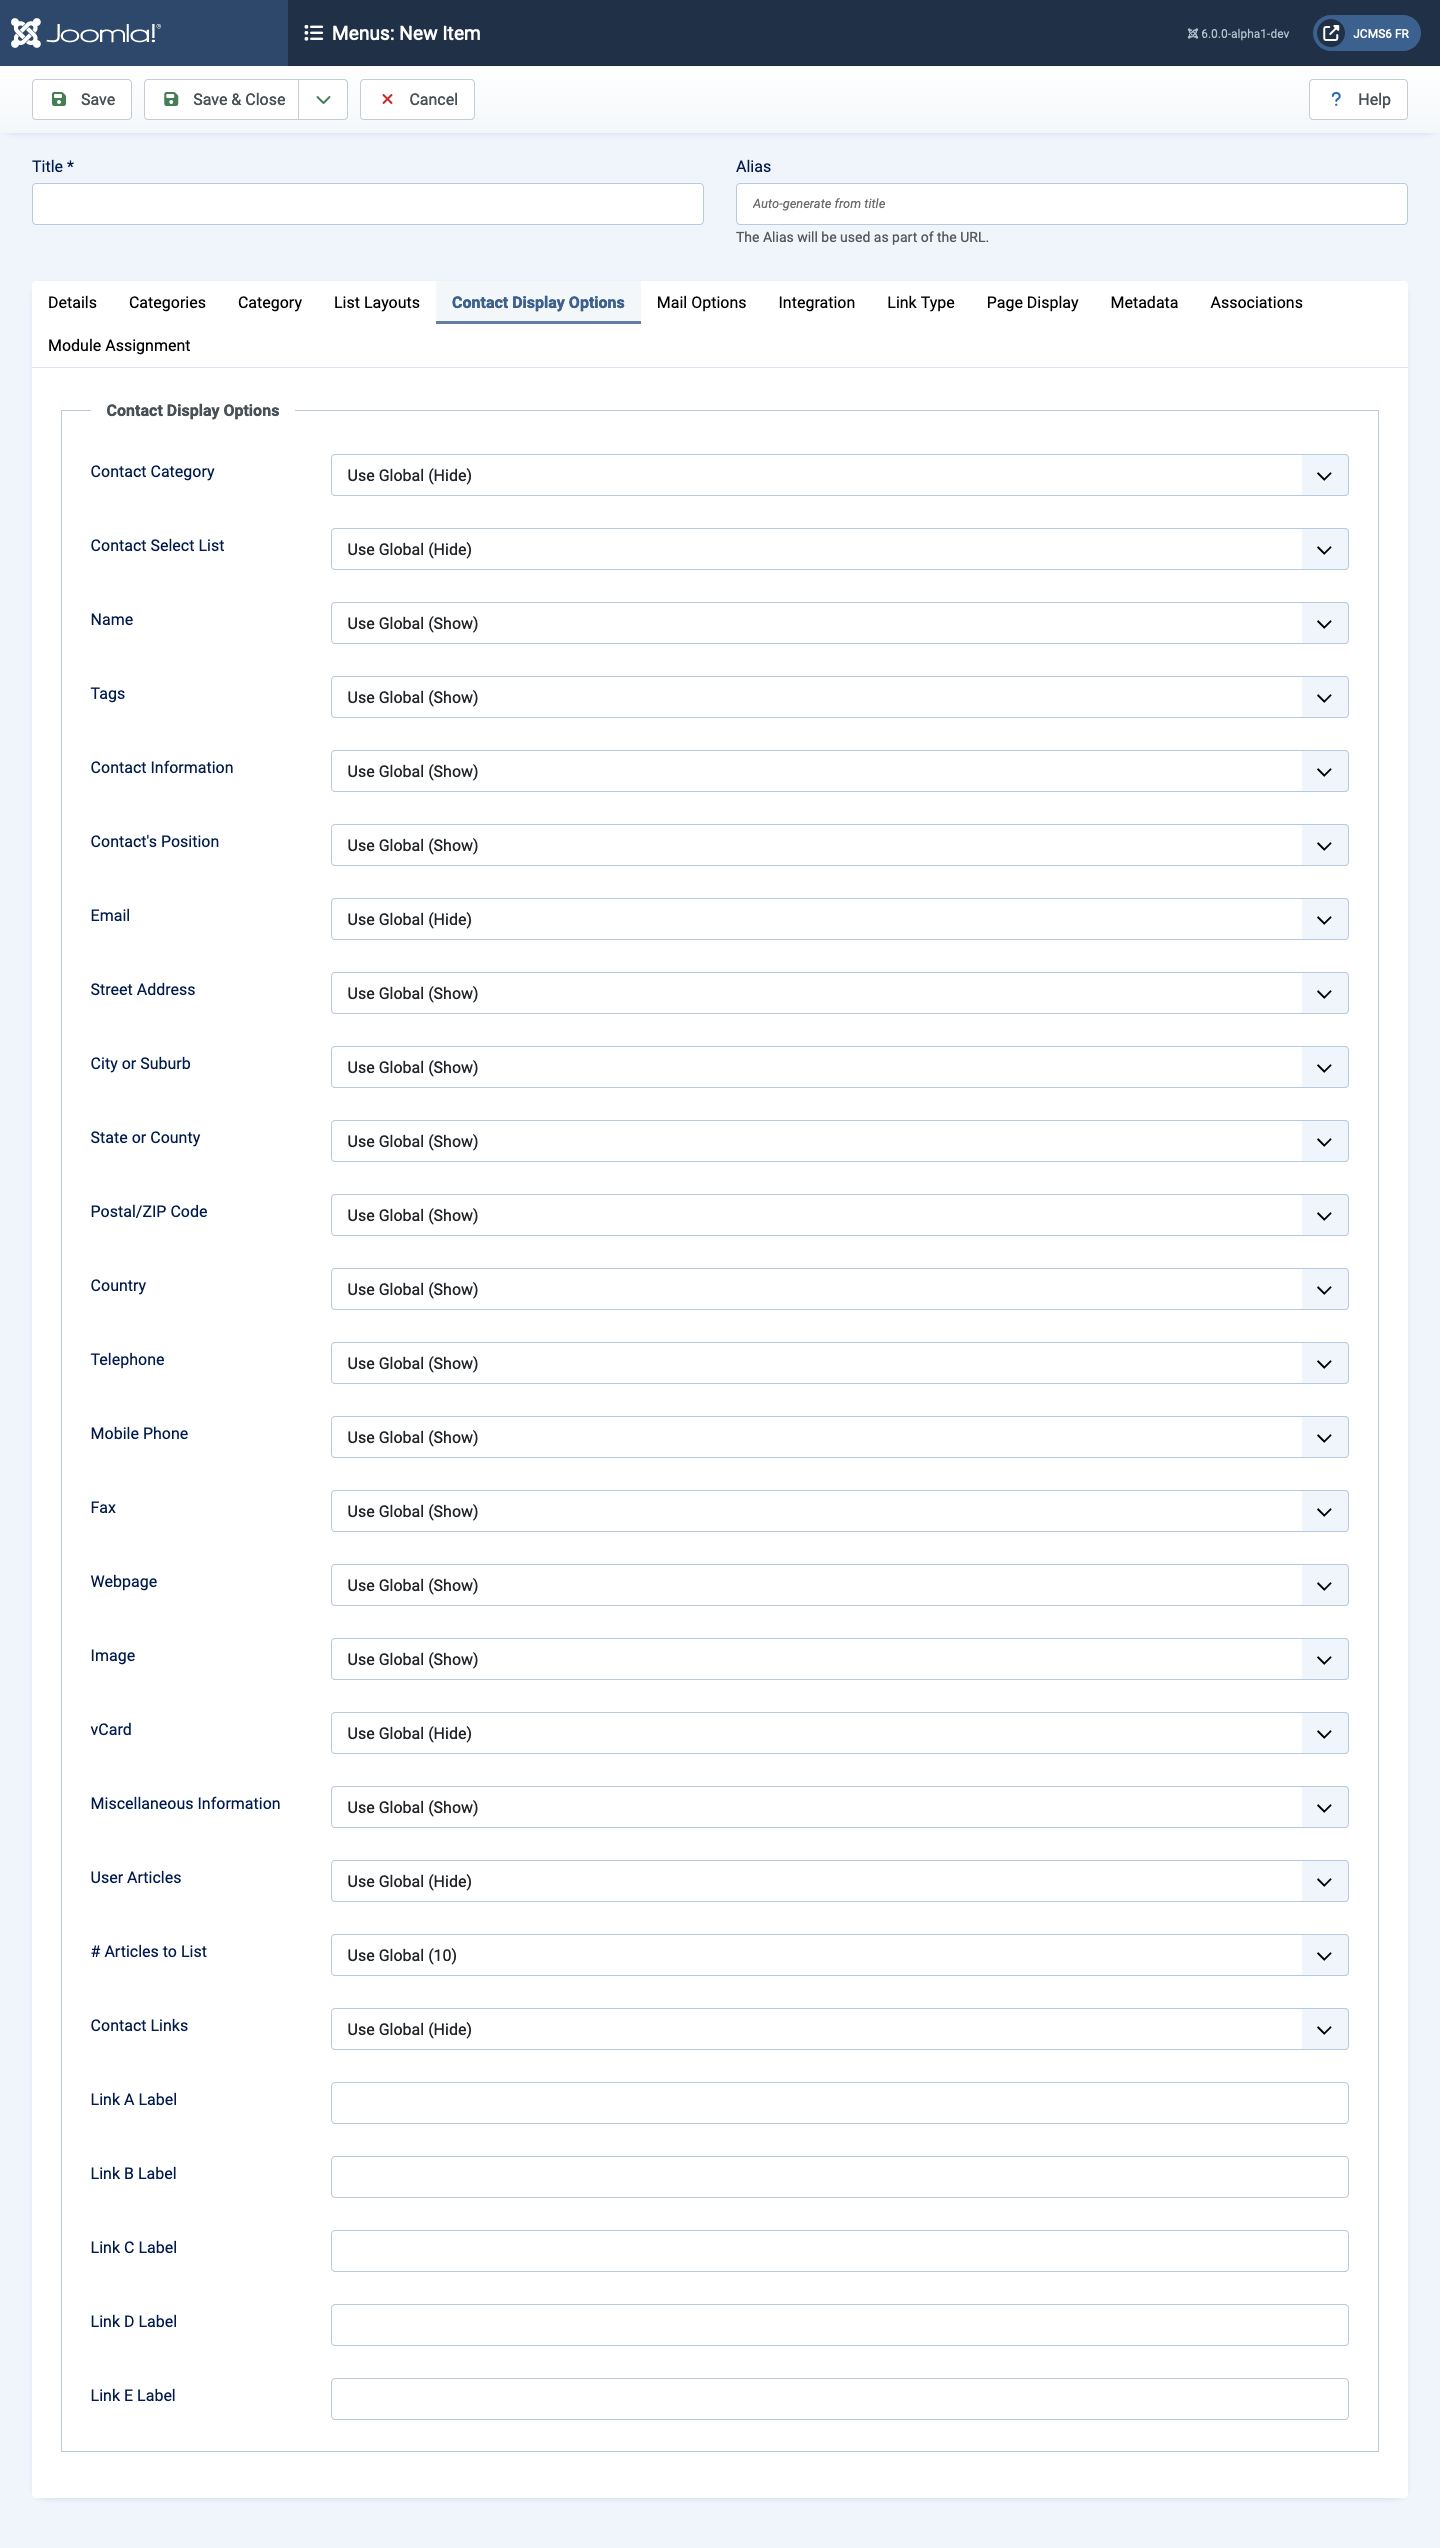 Joomla!®
Menus: New Item
6.0.0-alpha1-dev
JCMS6 FR
Save
Save & Close
Cancel
? Help
Title *
Alias
Auto-generate from title
The Alias will be used as part of the URL.
Details Categories Category List Layouts Contact Display Options Mail Options Integration Link Type Page Display Metadata Associations
Module Assignment
Contact Display Options
Contact Category Use Global (Hide)
Contact Select List Use Global (Hide)
Name Use Global (Show)
Tags Use Global (Show)
Contact Information Use Global (Show)
Contact's Position Use Global (Show)
Email Use Global (Hide)
Street Address Use Global (Show)
City or Suburb Use Global (Show)
State or County Use Global (Show)
Postal/ZIP Code Use Global (Show)
Country Use Global (Show)
Telephone Use Global (Show)
Mobile Phone Use Global (Show)
Fax Use Global (Show)
Webpage Use Global (Show)
Image Use Global (Show)
vCard Use Global (Hide)
Miscellaneous Information Use Global (Show)
User Articles Use Global (Hide)
# Articles to List Use Global (10)
Contact Links Use Global (Hide)
Link A Label
Link B Label
Link C Label
Link D Label
Link E Label